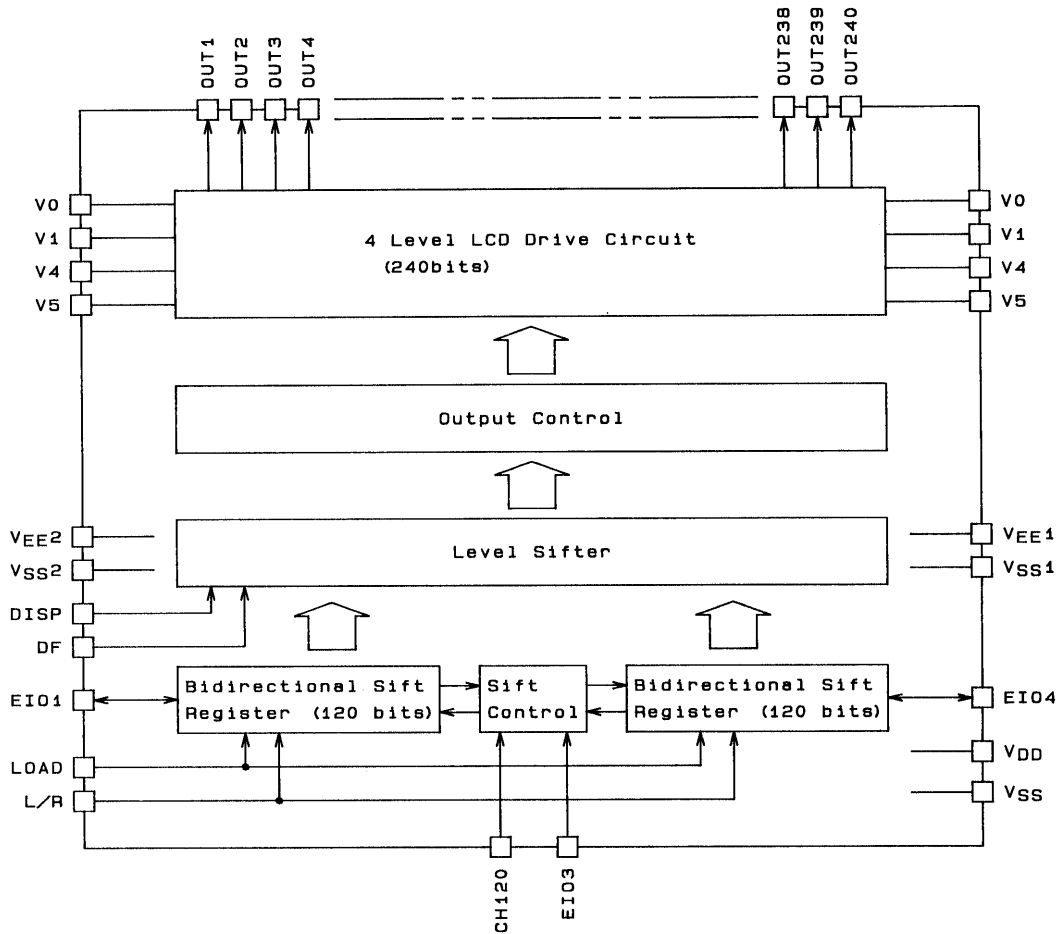 OUT1 OUT2 OUT3 OUT4 OUT238 OUT239 OUT240
V0 V0
4 Level LCD Drive Circuit
V1 V1
(240bits)
V4 V4
V5 V5
Output Control
VEE2 VEE1
Level Sifter
VSS2 VSS1
DISP
DF
Bidirectional Sift
Register (120 bits)
Sift
Control
Bidirectional Sift
Register (120 bits)
EIO1 EIO4
LOAD VDD
L/R VSS
CH120 EIO3